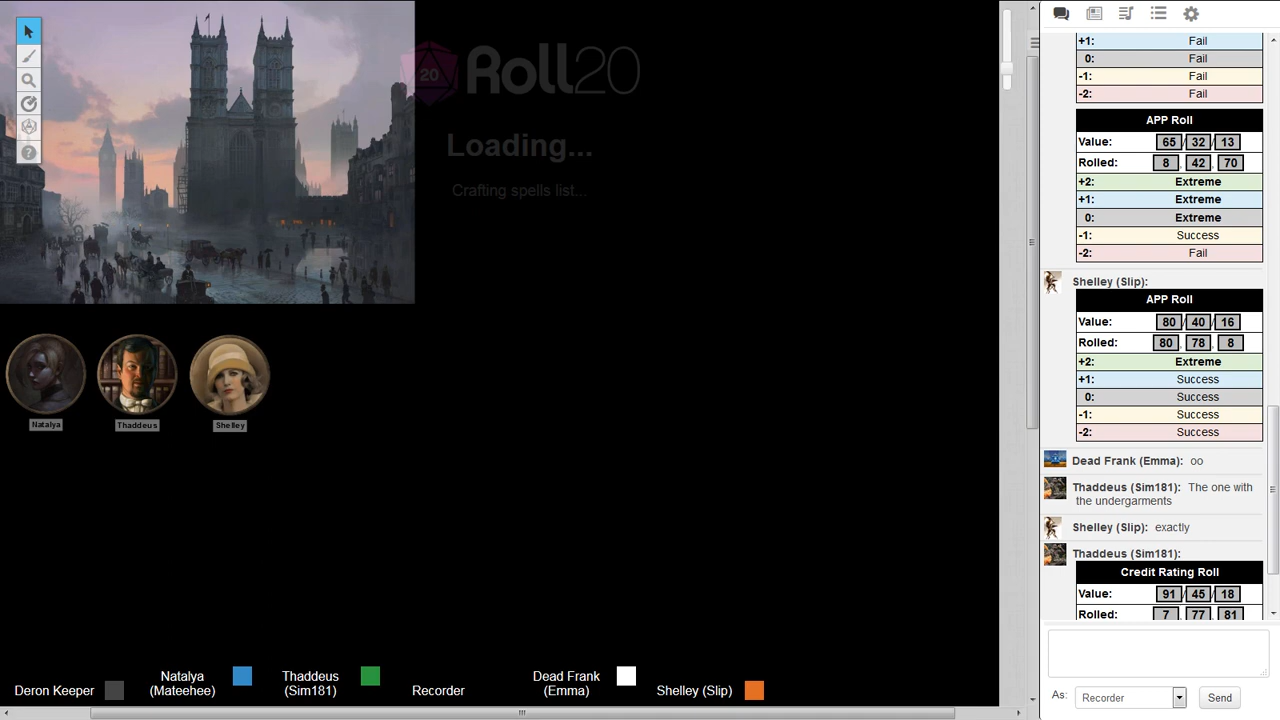 20 Roll20
Loading...
Crafting spells list...
Natalya
Thaddeus
Shelley
Deron Keeper
Natalya
(Mateehee)
Thaddeus
(Sim181)
Recorder
Dead Frank
(Emma)
Shelley (Slip)
+1: Fail
0: Fail
-1: Fail
-2: Fail
APP Roll
Value: 65 / 32 / 13
Rolled: 8, 42, 70
+2: Extreme
+1: Extreme
0: Extreme
-1: Success
-2: Fail
Shelley (Slip):
APP Roll
Value: 80 / 40 / 16
Rolled: 80, 78, 8
+2: Extreme
+1: Success
0: Success
-1: Success
-2: Success
Dead Frank (Emma): oo
Thaddeus (Sim181): The one with
the undergarments
Shelley (Slip): exactly
Thaddeus (Sim181):
Credit Rating Roll
Value: 91 / 45 / 18
Rolled: 7, 77, 81
As: Recorder Send